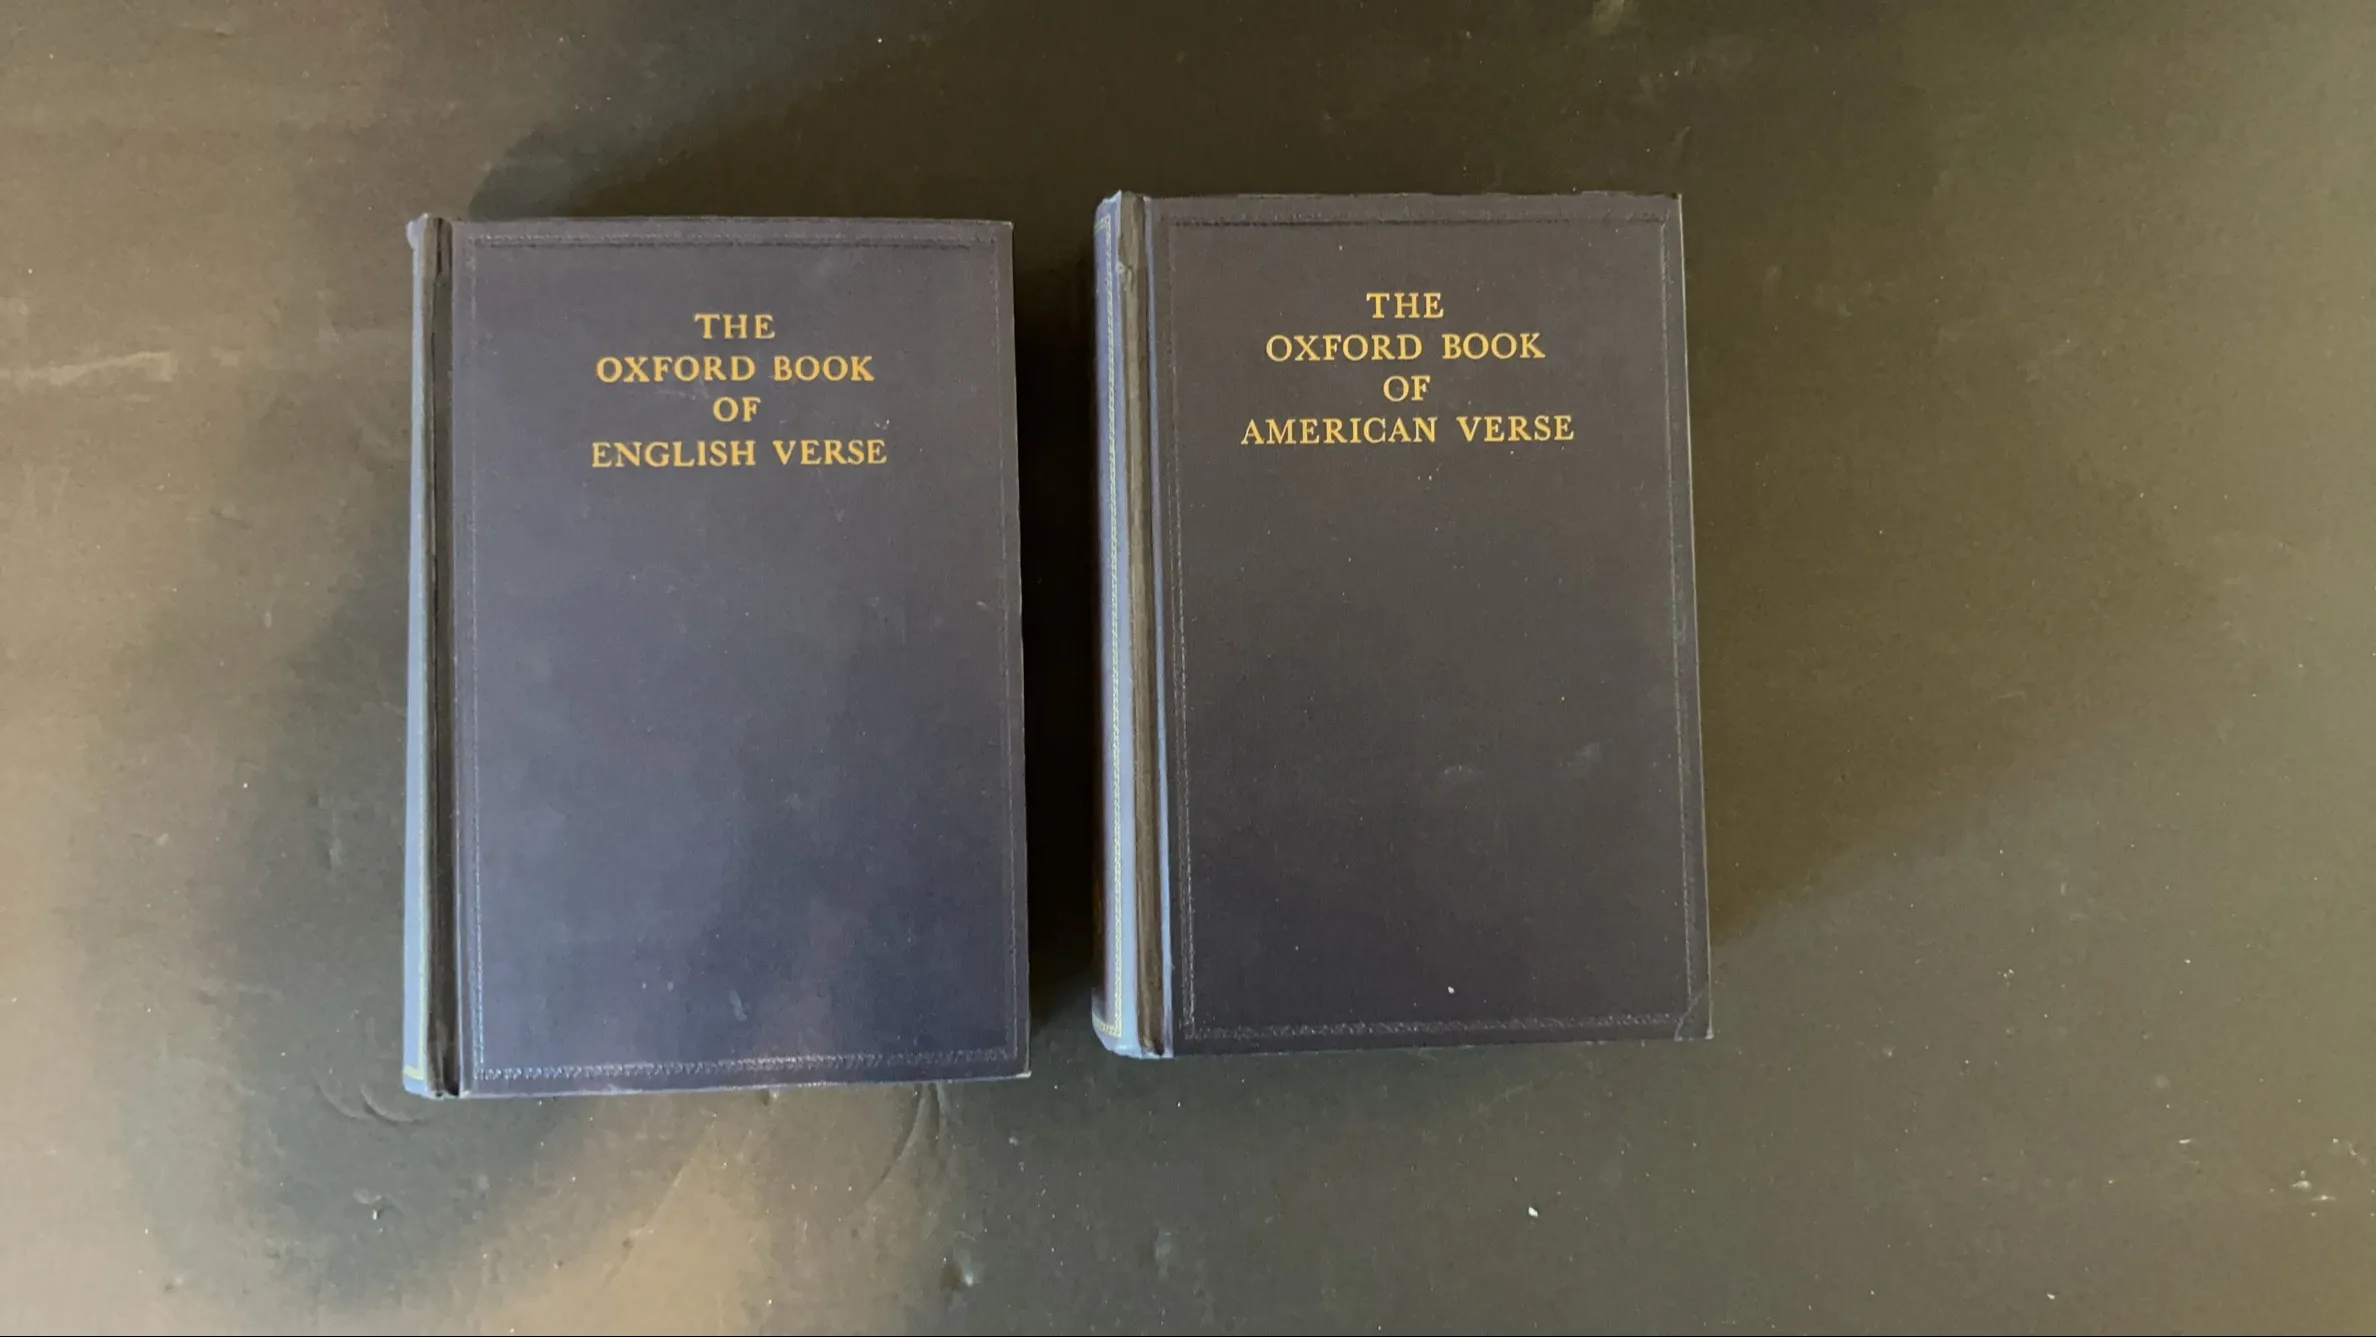 THE
OXFORD BOOK
OF
ENGLISH VERSE
THE
OXFORD BOOK
OF
AMERICAN VERSE